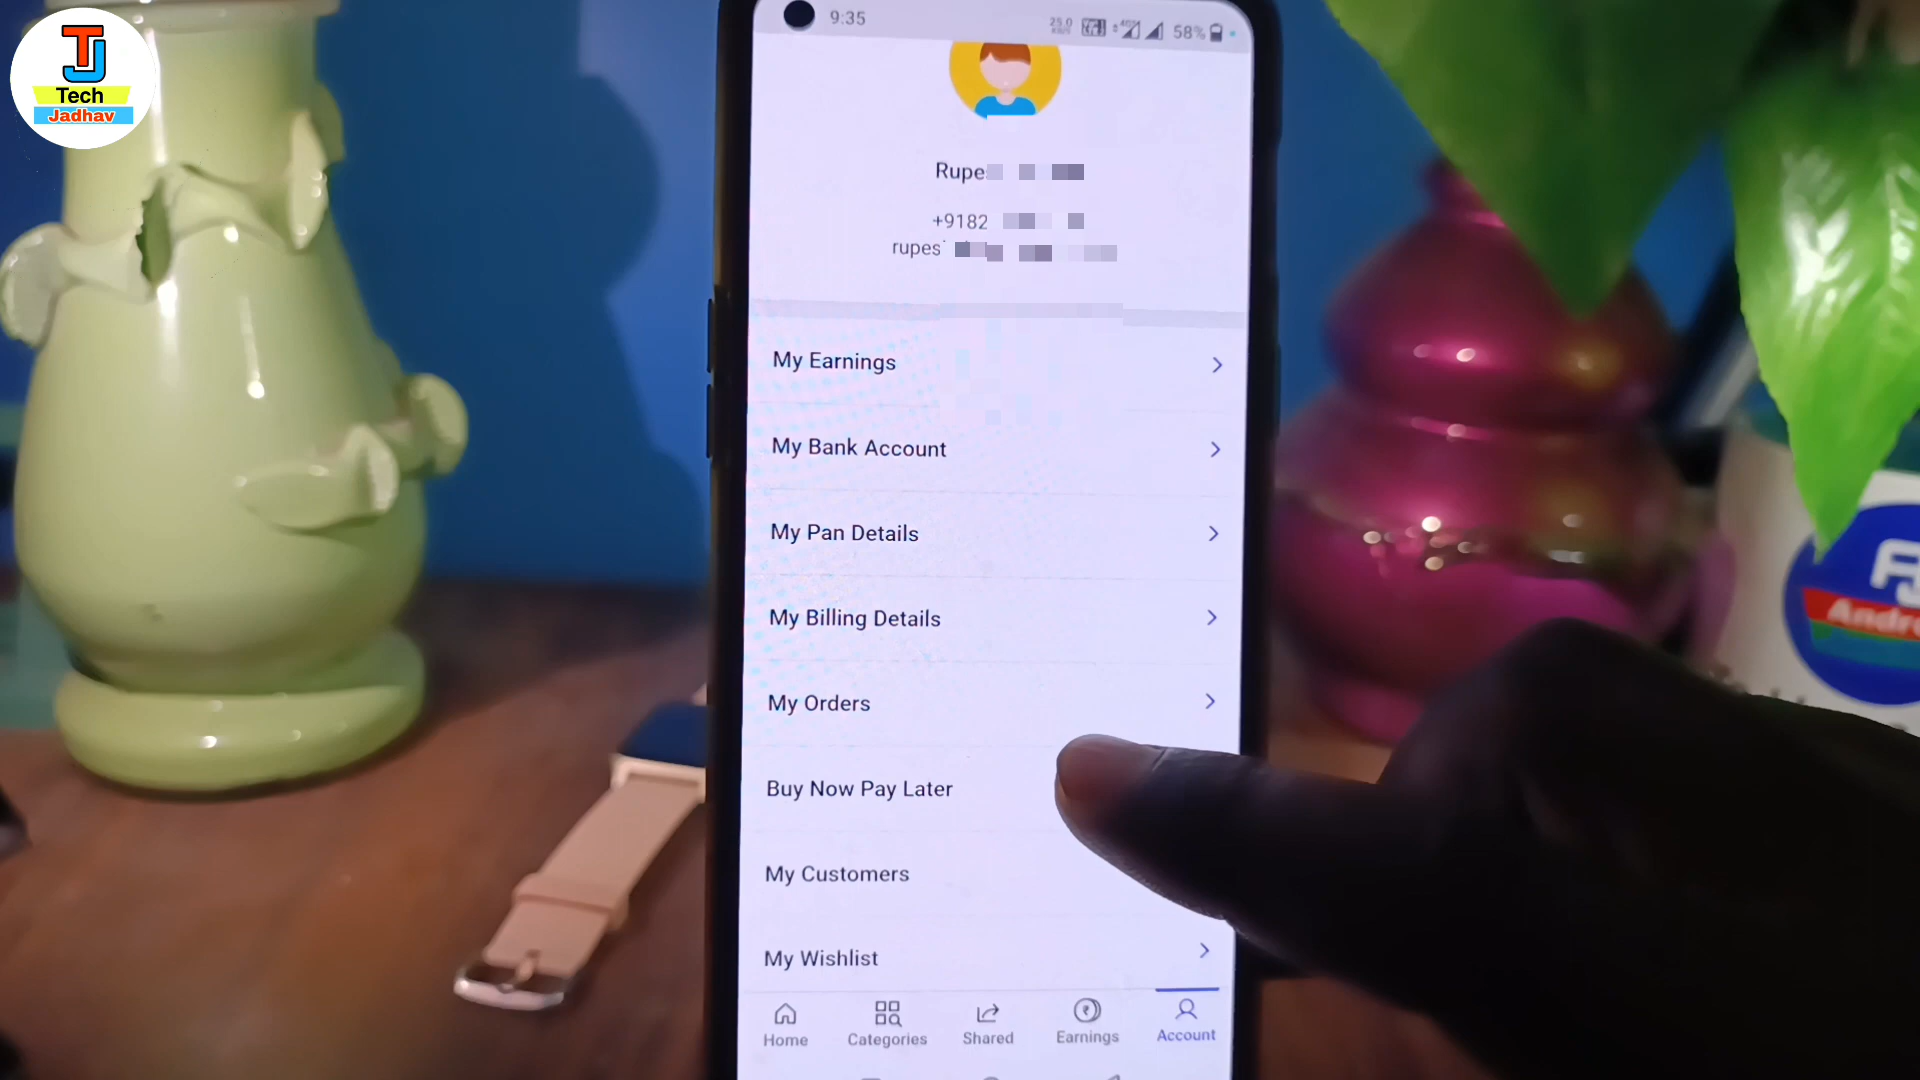 TJ
Tech
Jadhav
9:35
58%
Rupe
+9182
rupes
My Earnings
My Bank Account
My Pan Details
My Billing Details
My Orders
Buy Now Pay Later
My Customers
My Wishlist
Home
Categories
Shared
Earnings
Account